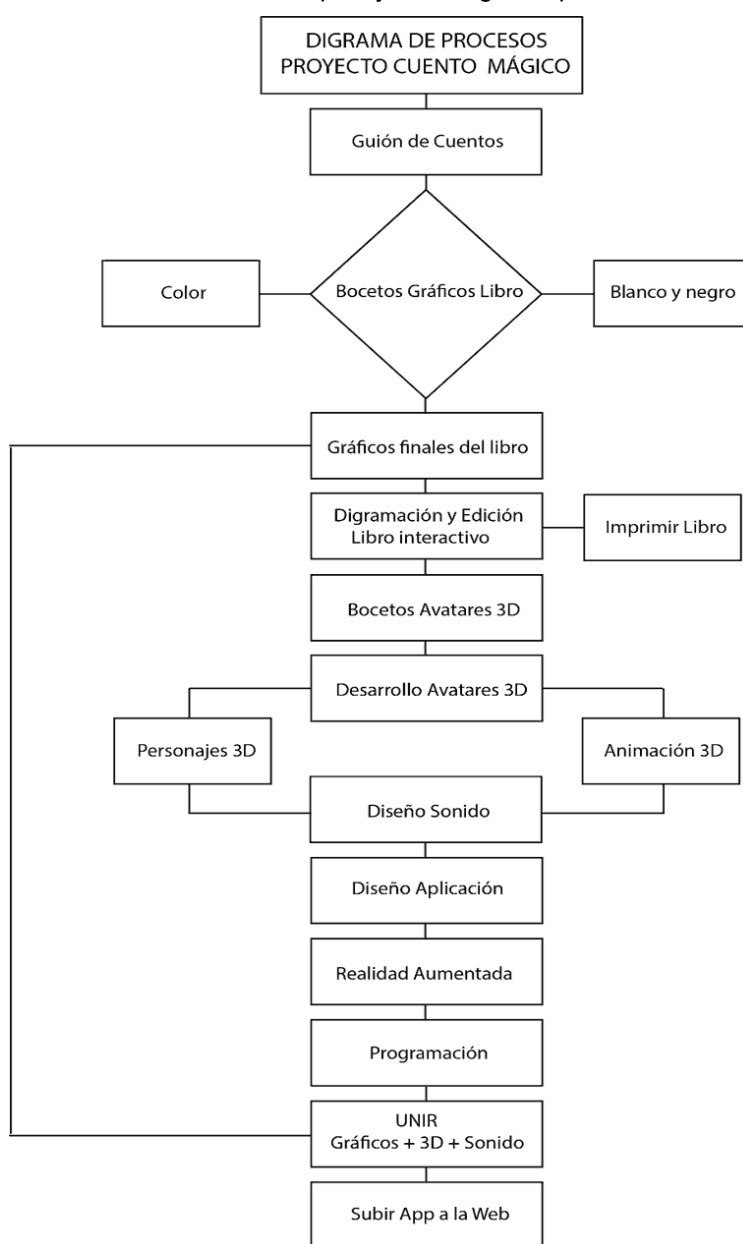 DIGRAMA DE PROCESOS
PROYECTO CUENTO MÁGICO
Guión de Cuentos
Color
Bocetos Gráficos Libro
Blanco y negro
Gráficos finales del libro
Digramación y Edición
Libro interactivo
Imprimir Libro
Bocetos Avatares 3D
Desarrollo Avatares 3D
Personajes 3D
Animación 3D
Diseño Sonido
Diseño Aplicación
Realidad Aumentada
Programación
UNIR
Gráficos + 3D + Sonido
Subir App a la Web